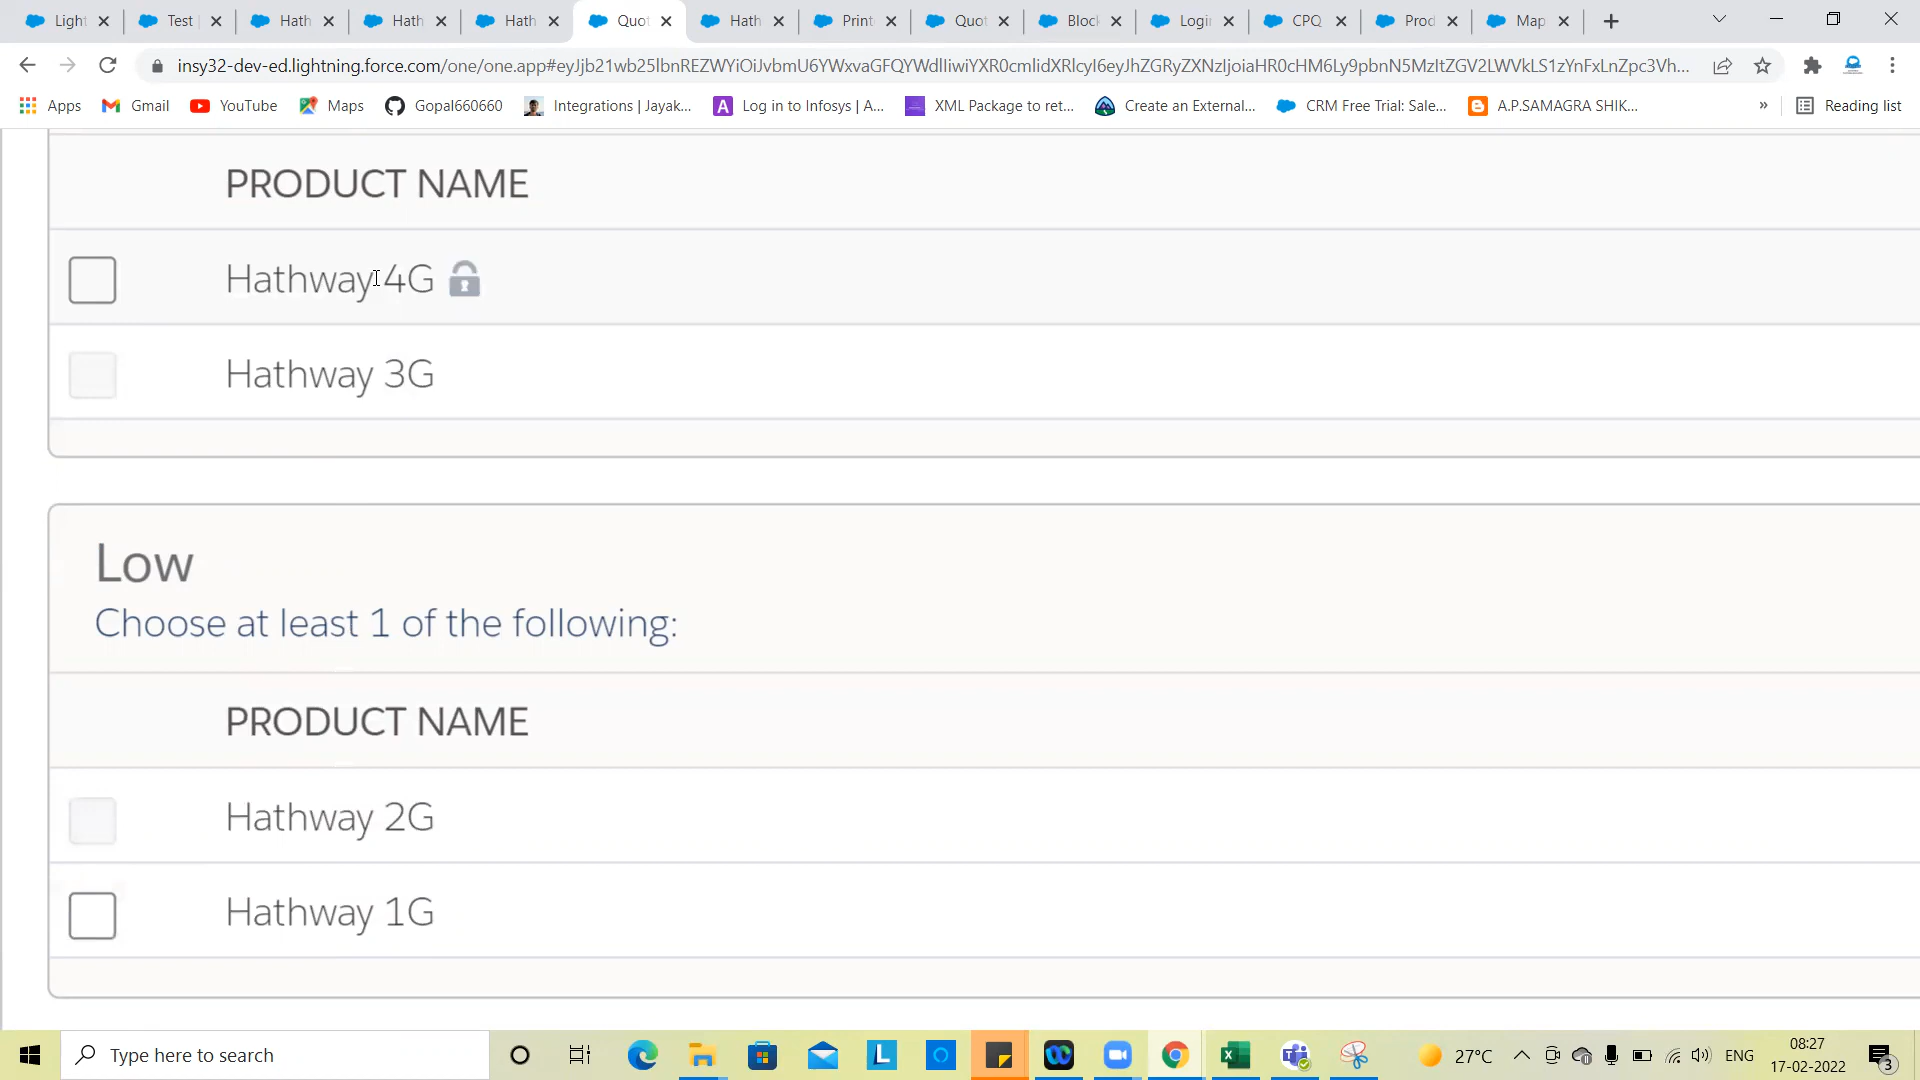 Light
Test
Hath
Hath
Hath
Quot
Hath
Print
Quot
Block
Login
CPQ
Prod
Map
insy32-dev-ed.lightning.force.com/one/one.app#eyJjb21wb25lbnREZWYiOiJvbmU6YWxvaGFQYWdlIiwiYXR0cmlidXRlcyI6eyJhZGRyZXNzIjoiaHR0cHM6Ly9pbnN5MzItZGV2LWVkLS1zYnFxLnZpc3Vh...
Apps Gmail YouTube Maps Gopal660660 Integrations | Jayak... Log in to Infosys | A... XML Package to ret... Create an External... CRM Free Trial: Sale... A.P.SAMAGRA SHIK... » Reading list
PRODUCT NAME
Hathway 4G
Hathway 3G
Low
Choose at least 1 of the following:
PRODUCT NAME
Hathway 2G
Hathway 1G
Type here to search
27°C
ENG
08:27
17-02-2022
3